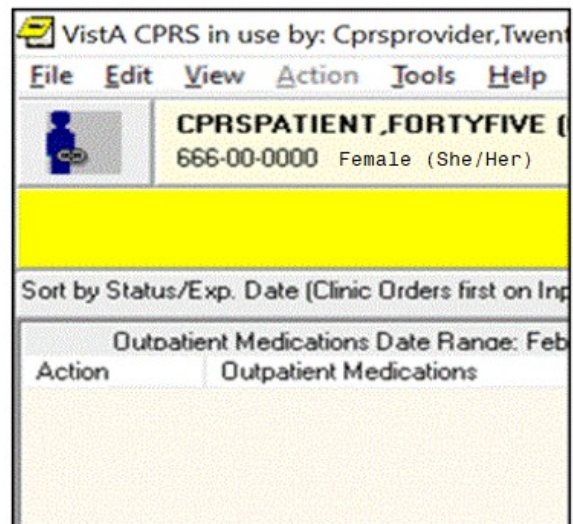 VistA CPRS in use by: Cprsprovider,Twent
File Edit View Action Tools Help
CPRSPATIENT,FORTYFIVE (
666-00-0000 Female (She/Her)
Sort by Status/Exp. Date (Clinic Orders first on Inp
Outpatient Medications Date Range: Feb
Action Outpatient Medications